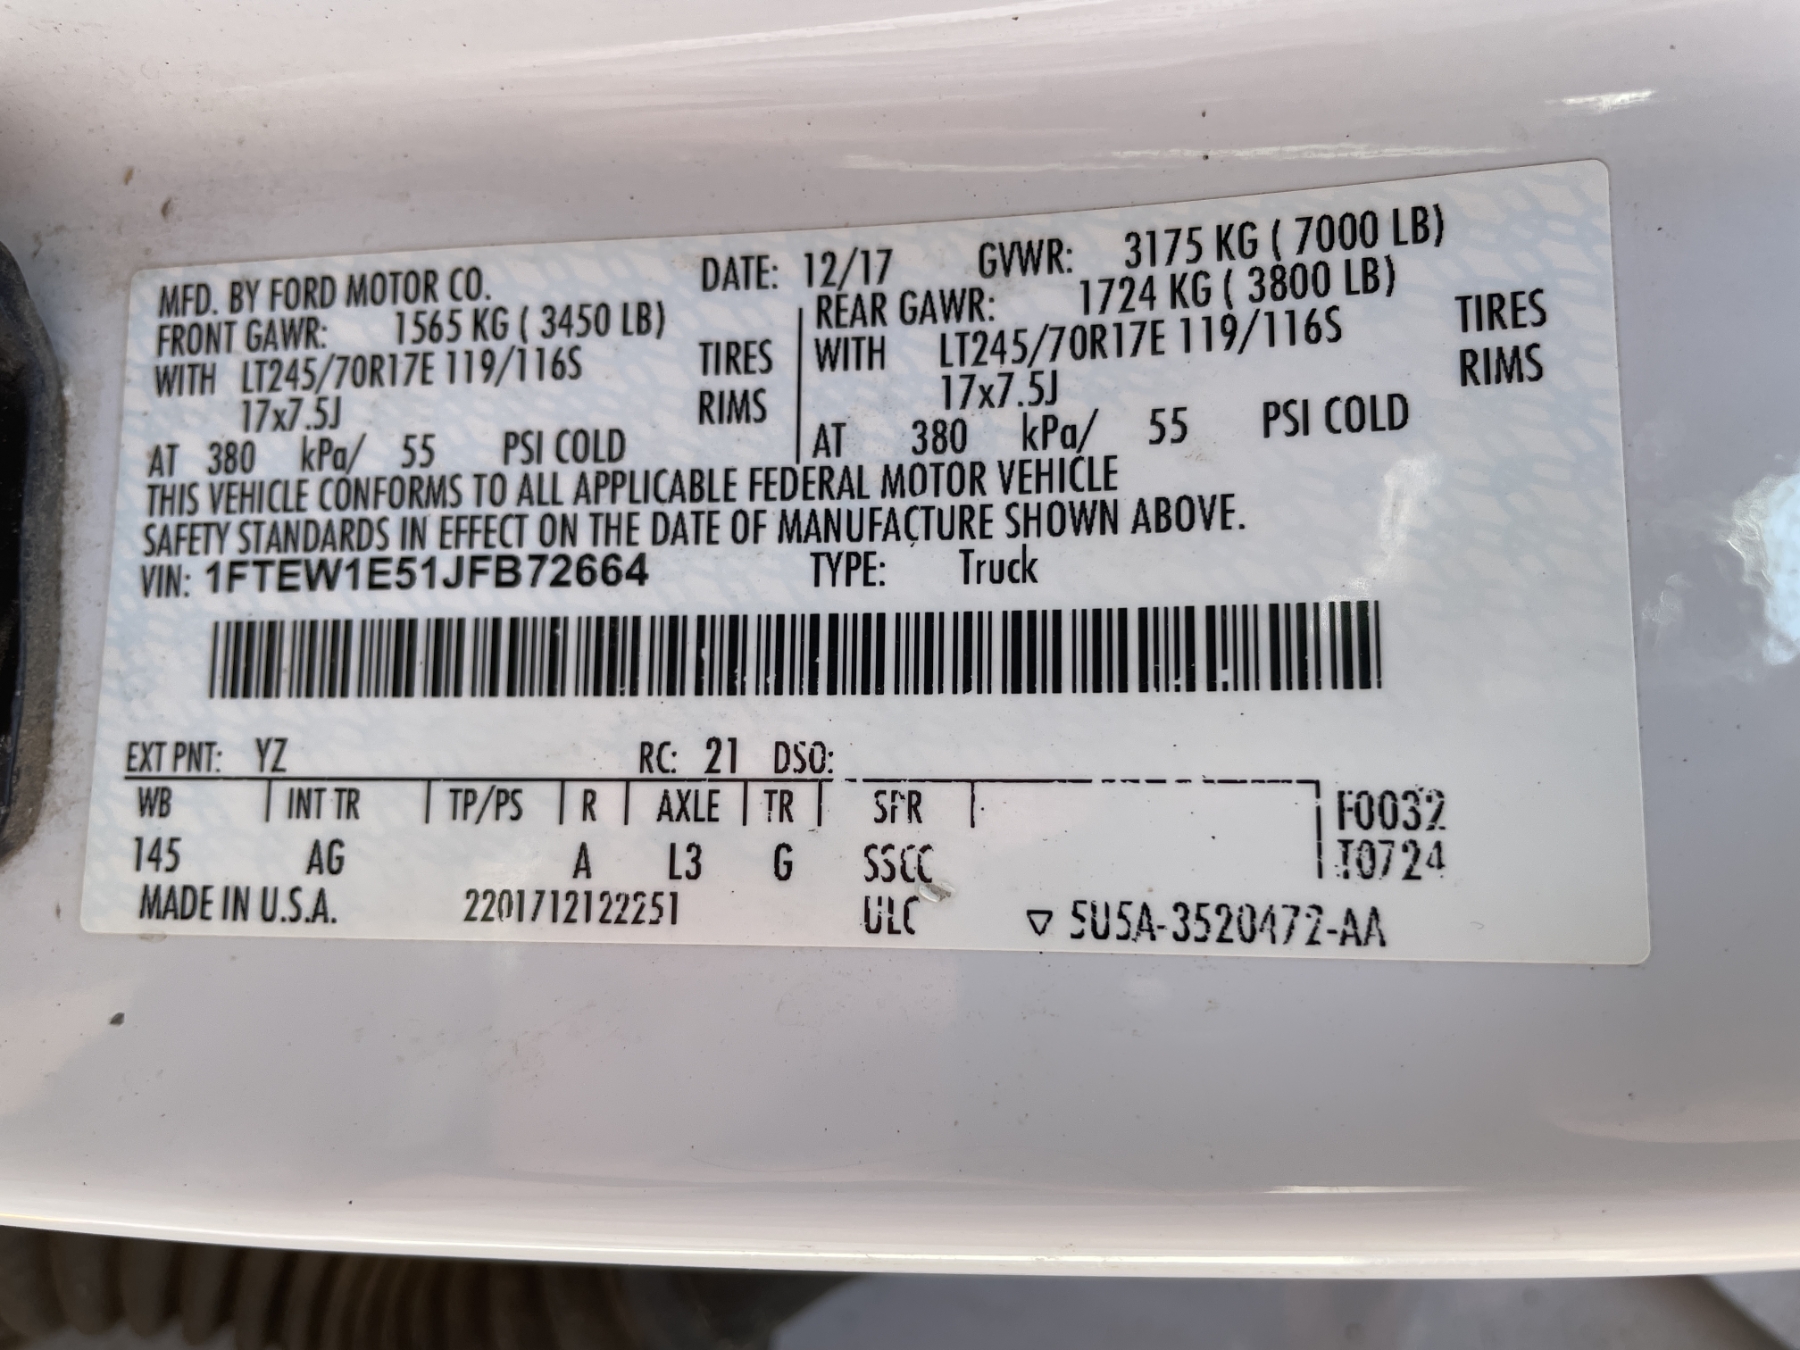 MFD. BY FORD MOTOR CO. DATE: 12/17 GVWR: 3175 KG ( 7000 LB)
FRONT GAWR: 1565 KG ( 3450 LB) REAR GAWR: 1724 KG ( 3800 LB)
WITH LT245/70R17E 119/116S TIRES WITH LT245/70R17E 119/116S TIRES
17x7.5J RIMS 17x7.5J RIMS
AT 380 kPa/ 55 PSI COLD AT 380 kPa/ 55 PSI COLD
THIS VEHICLE CONFORMS TO ALL APPLICABLE FEDERAL MOTOR VEHICLE
SAFETY STANDARDS IN EFFECT ON THE DATE OF MANUFACTURE SHOWN ABOVE.
VIN: 1FTEW1E51JFB72664 TYPE: Truck
EXT PNT: YZ RC: 21 DSO:
WB INT TR TP/PS R AXLE TR SPR F0032
145 AG A L3 G SSCC T0724
MADE IN U.S.A. 2201712122251 ULC ▽ 5U5A-3520472-AA